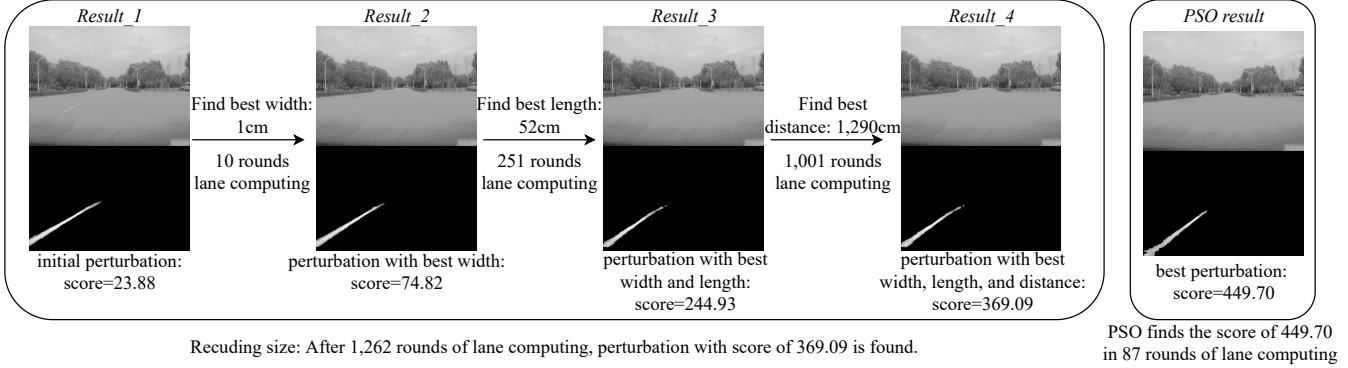 Result_1
Result_2
Result_3
Result_4
PSO result
Find best width:
1cm
10 rounds
lane computing
Find best length:
52cm
251 rounds
lane computing
Find best
distance: 1,290cm
1,001 rounds
lane computing
initial perturbation:
score=23.88
perturbation with best width:
score=74.82
perturbation with best
width and length:
score=244.93
perturbation with best
width, length, and distance:
score=369.09
best perturbation:
score=449.70
Recuding size: After 1,262 rounds of lane computing, perturbation with score of 369.09 is found.
PSO finds the score of 449.70
in 87 rounds of lane computing